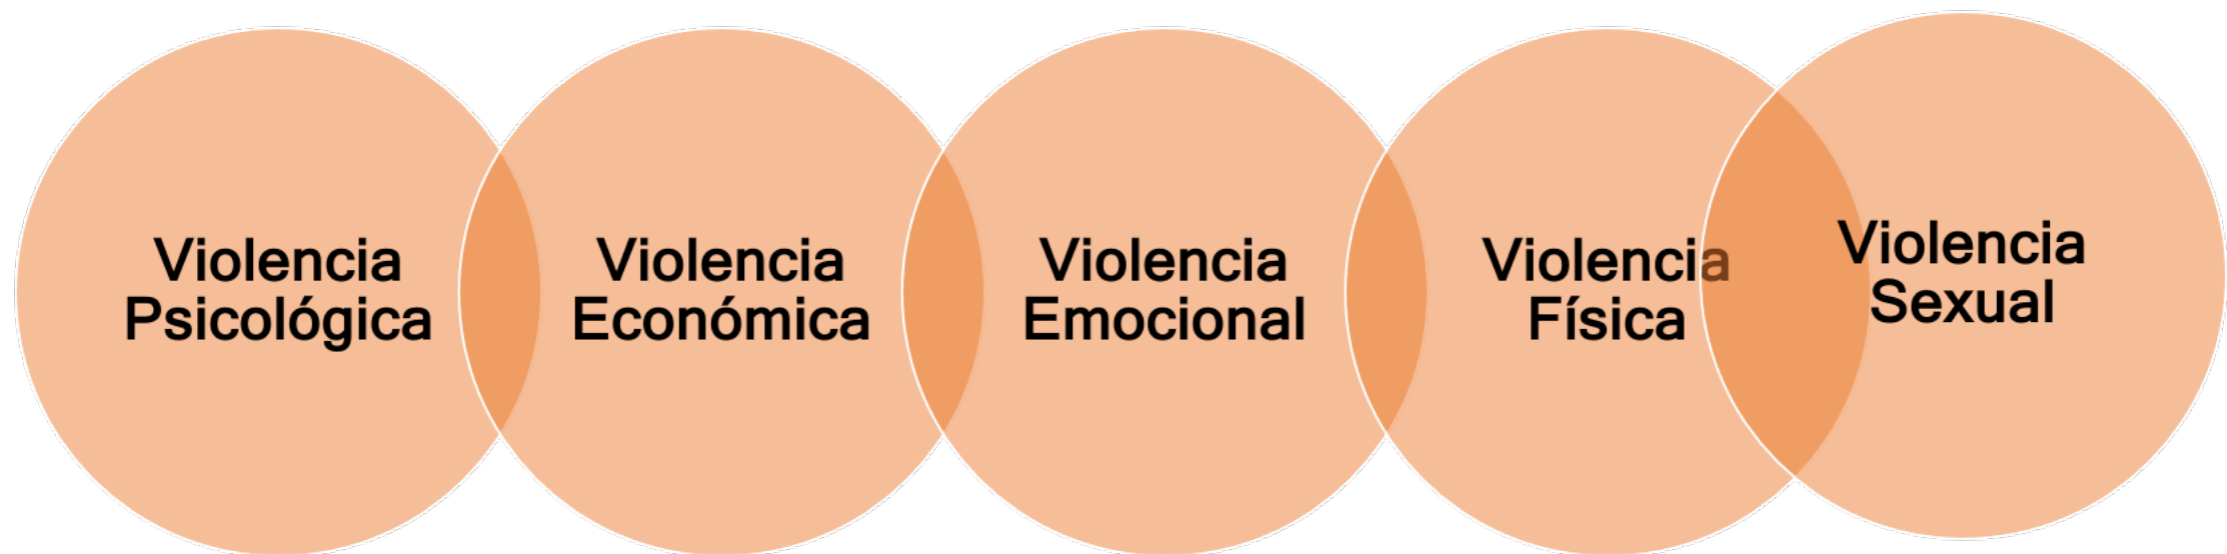 Violencia
Psicológica
Violencia
Económica
Violencia
Emocional
Violencia
Física
Violencia
Sexual